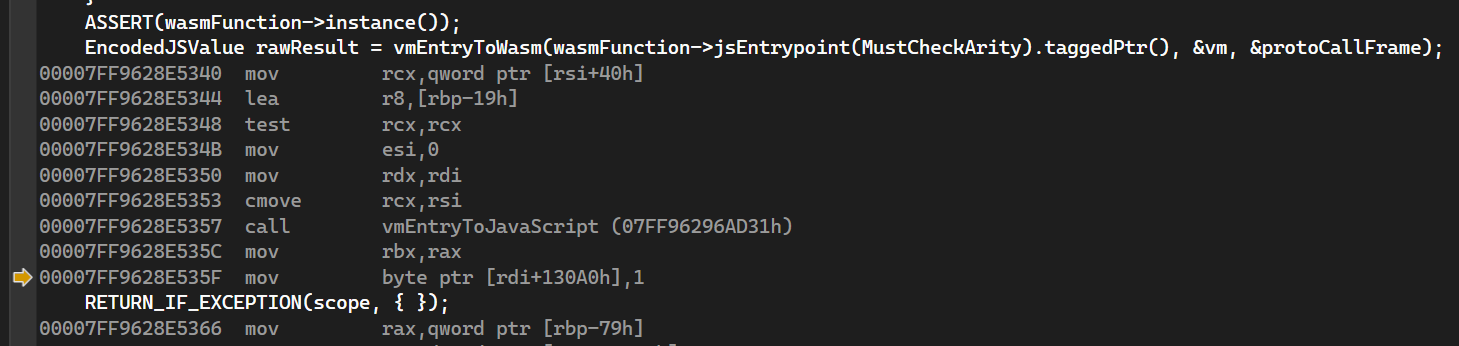 ASSERT(wasmFunction->instance());
EncodedJSValue rawResult = vmEntryToWasm(wasmFunction->jsEntrypoint(MustCheckArity).taggedPtr(), &vm, &protoCallFrame);
00007FF9628E5340 mov rcx,qword ptr [rsi+40h]
00007FF9628E5344 lea r8,[rbp-19h]
00007FF9628E5348 test rcx,rcx
00007FF9628E534B mov esi,0
00007FF9628E5350 mov rdx,rdi
00007FF9628E5353 cmove rcx,rsi
00007FF9628E5357 call vmEntryToJavaScript (07FF96296AD31h)
00007FF9628E535C mov rbx,rax
00007FF9628E535F mov byte ptr [rdi+130A0h],1
RETURN_IF_EXCEPTION(scope, { });
00007FF9628E5366 mov rax,qword ptr [rbp-79h]